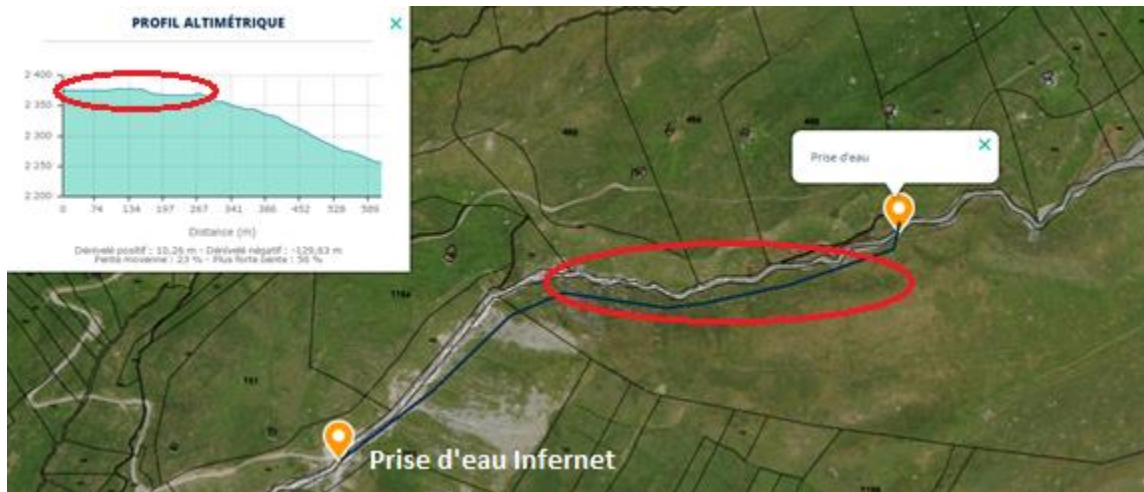 PROFIL ALTIMÉTRIQUE
2 400
2 350
2 300
2 250
2 200
0 74 134 197 267 341 386 452 528 589
Distance (m)
Dénivelé positif : 10,26 m - Dénivelé négatif : -129,63 m
Pente moyenne : 23 % - Plus forte pente : 56 %
Prise d'eau
Prise d'eau Infernet